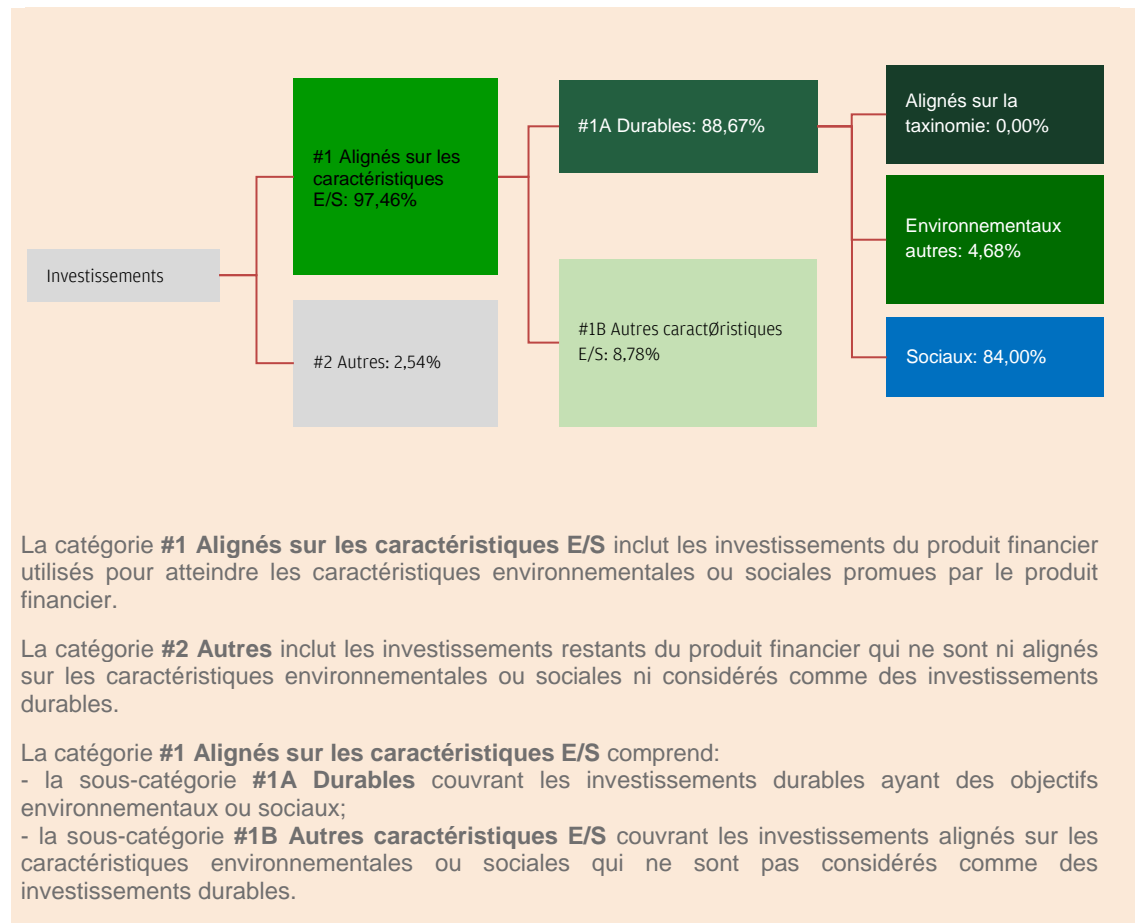 Investissements
#1 Alignés sur les
caractéristiques
E/S: 97,46%
#2 Autres: 2,54%
#1A Durables: 88,67%
#1B Autres caractØristiques
E/S: 8,78%
Alignés sur la
taxinomie: 0,00%
Environnementaux
autres: 4,68%
Sociaux: 84,00%
La catégorie #1 Alignés sur les caractéristiques E/S inclut les investissements du produit financier
utilisés pour atteindre les caractéristiques environnementales ou sociales promues par le produit
financier.
La catégorie #2 Autres inclut les investissements restants du produit financier qui ne sont ni alignés
sur les caractéristiques environnementales ou sociales ni considérés comme des investissements
durables.
La catégorie #1 Alignés sur les caractéristiques E/S comprend:
- la sous-catégorie #1A Durables couvrant les investissements durables ayant des objectifs
environnementaux ou sociaux;
- la sous-catégorie #1B Autres caractéristiques E/S couvrant les investissements alignés sur les
caractéristiques environnementales ou sociales qui ne sont pas considérés comme des
investissements durables.